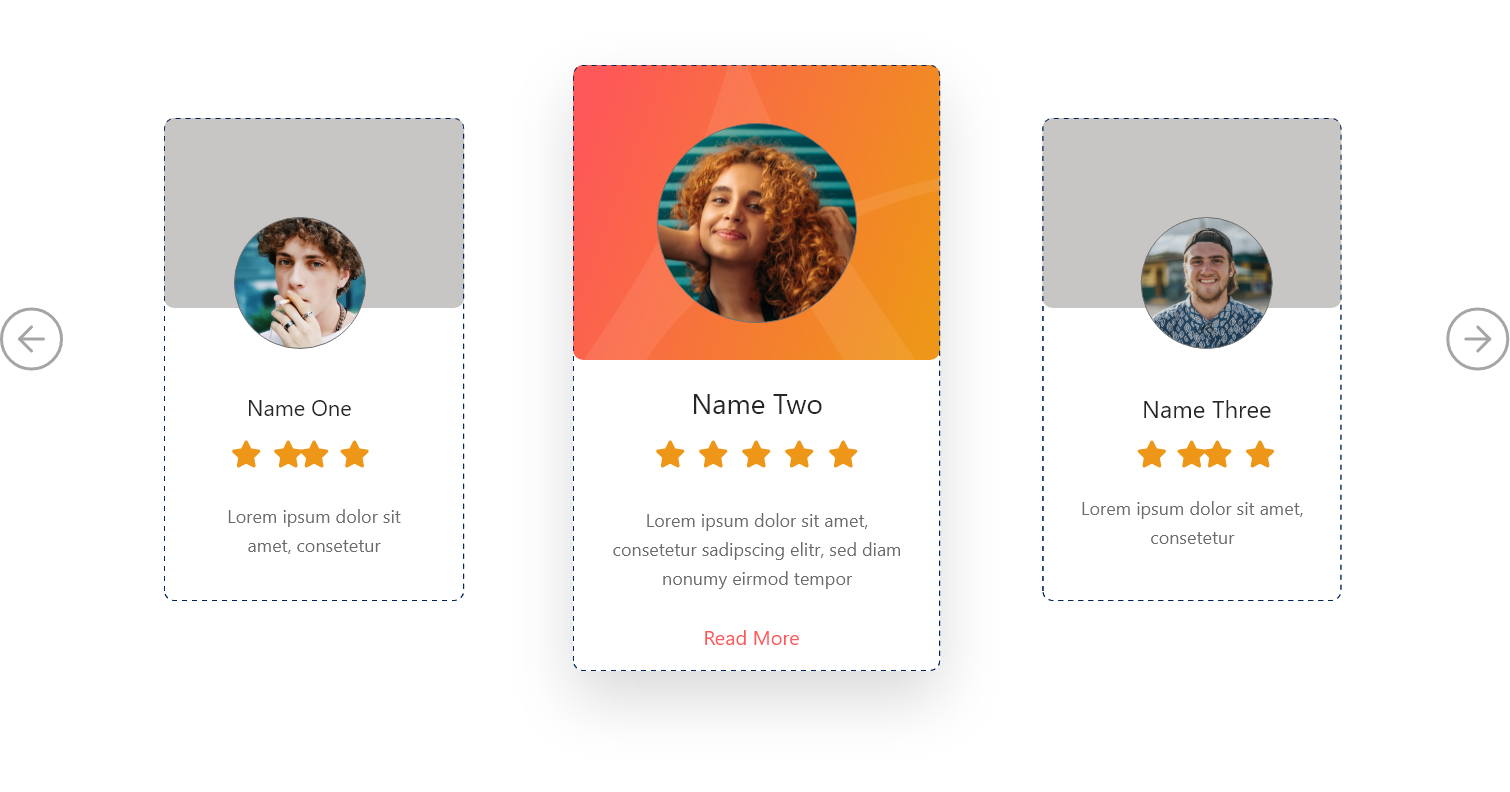 Name One
Lorem ipsum dolor sit
amet, consetetur
Name Two
Lorem ipsum dolor sit amet,
consetetur sadipscing elitr, sed diam
nonumy eirmod tempor
Read More
Name Three
Lorem ipsum dolor sit amet,
consetetur